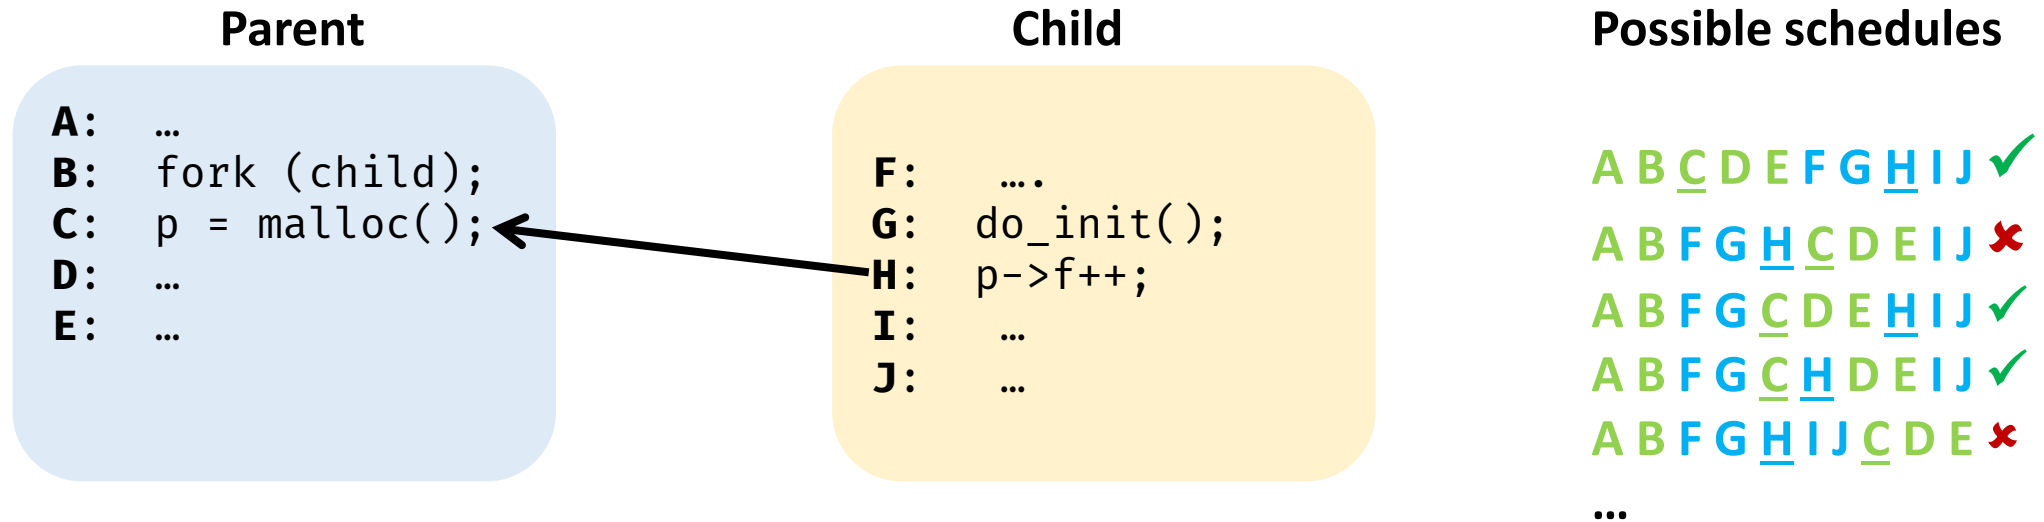 Parent
A: …
B: fork (child);
C: p = malloc();
D: …
E: …
Child
F: ….
G: do_init();
H: p->f++;
I: …
J: …
Possible schedules
A B C D E F G H I J ✓
A B F G H C D E I J ✘
A B F G C D E H I J ✓
A B F G C H D E I J ✓
A B F G H I J C D E ✘
…